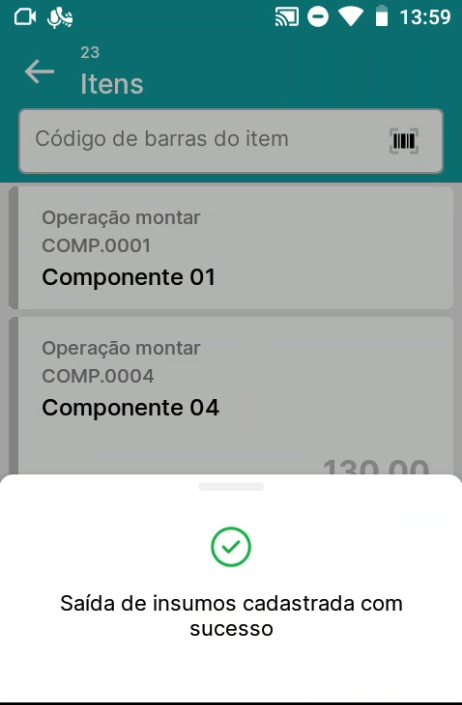 13:59
23
Itens
Código de barras do item
Operação montar
COMP.0001
Componente 01
Operação montar
COMP.0004
Componente 04
130.00
Saída de insumos cadastrada com
sucesso